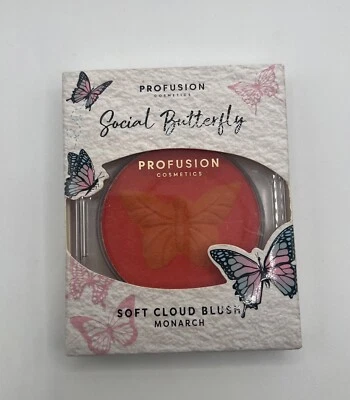 PROFUSION
COSMETICS
Social Butterfly
PROFUSION
COSMETICS
SOFT CLOUD BLUSH
MONARCH